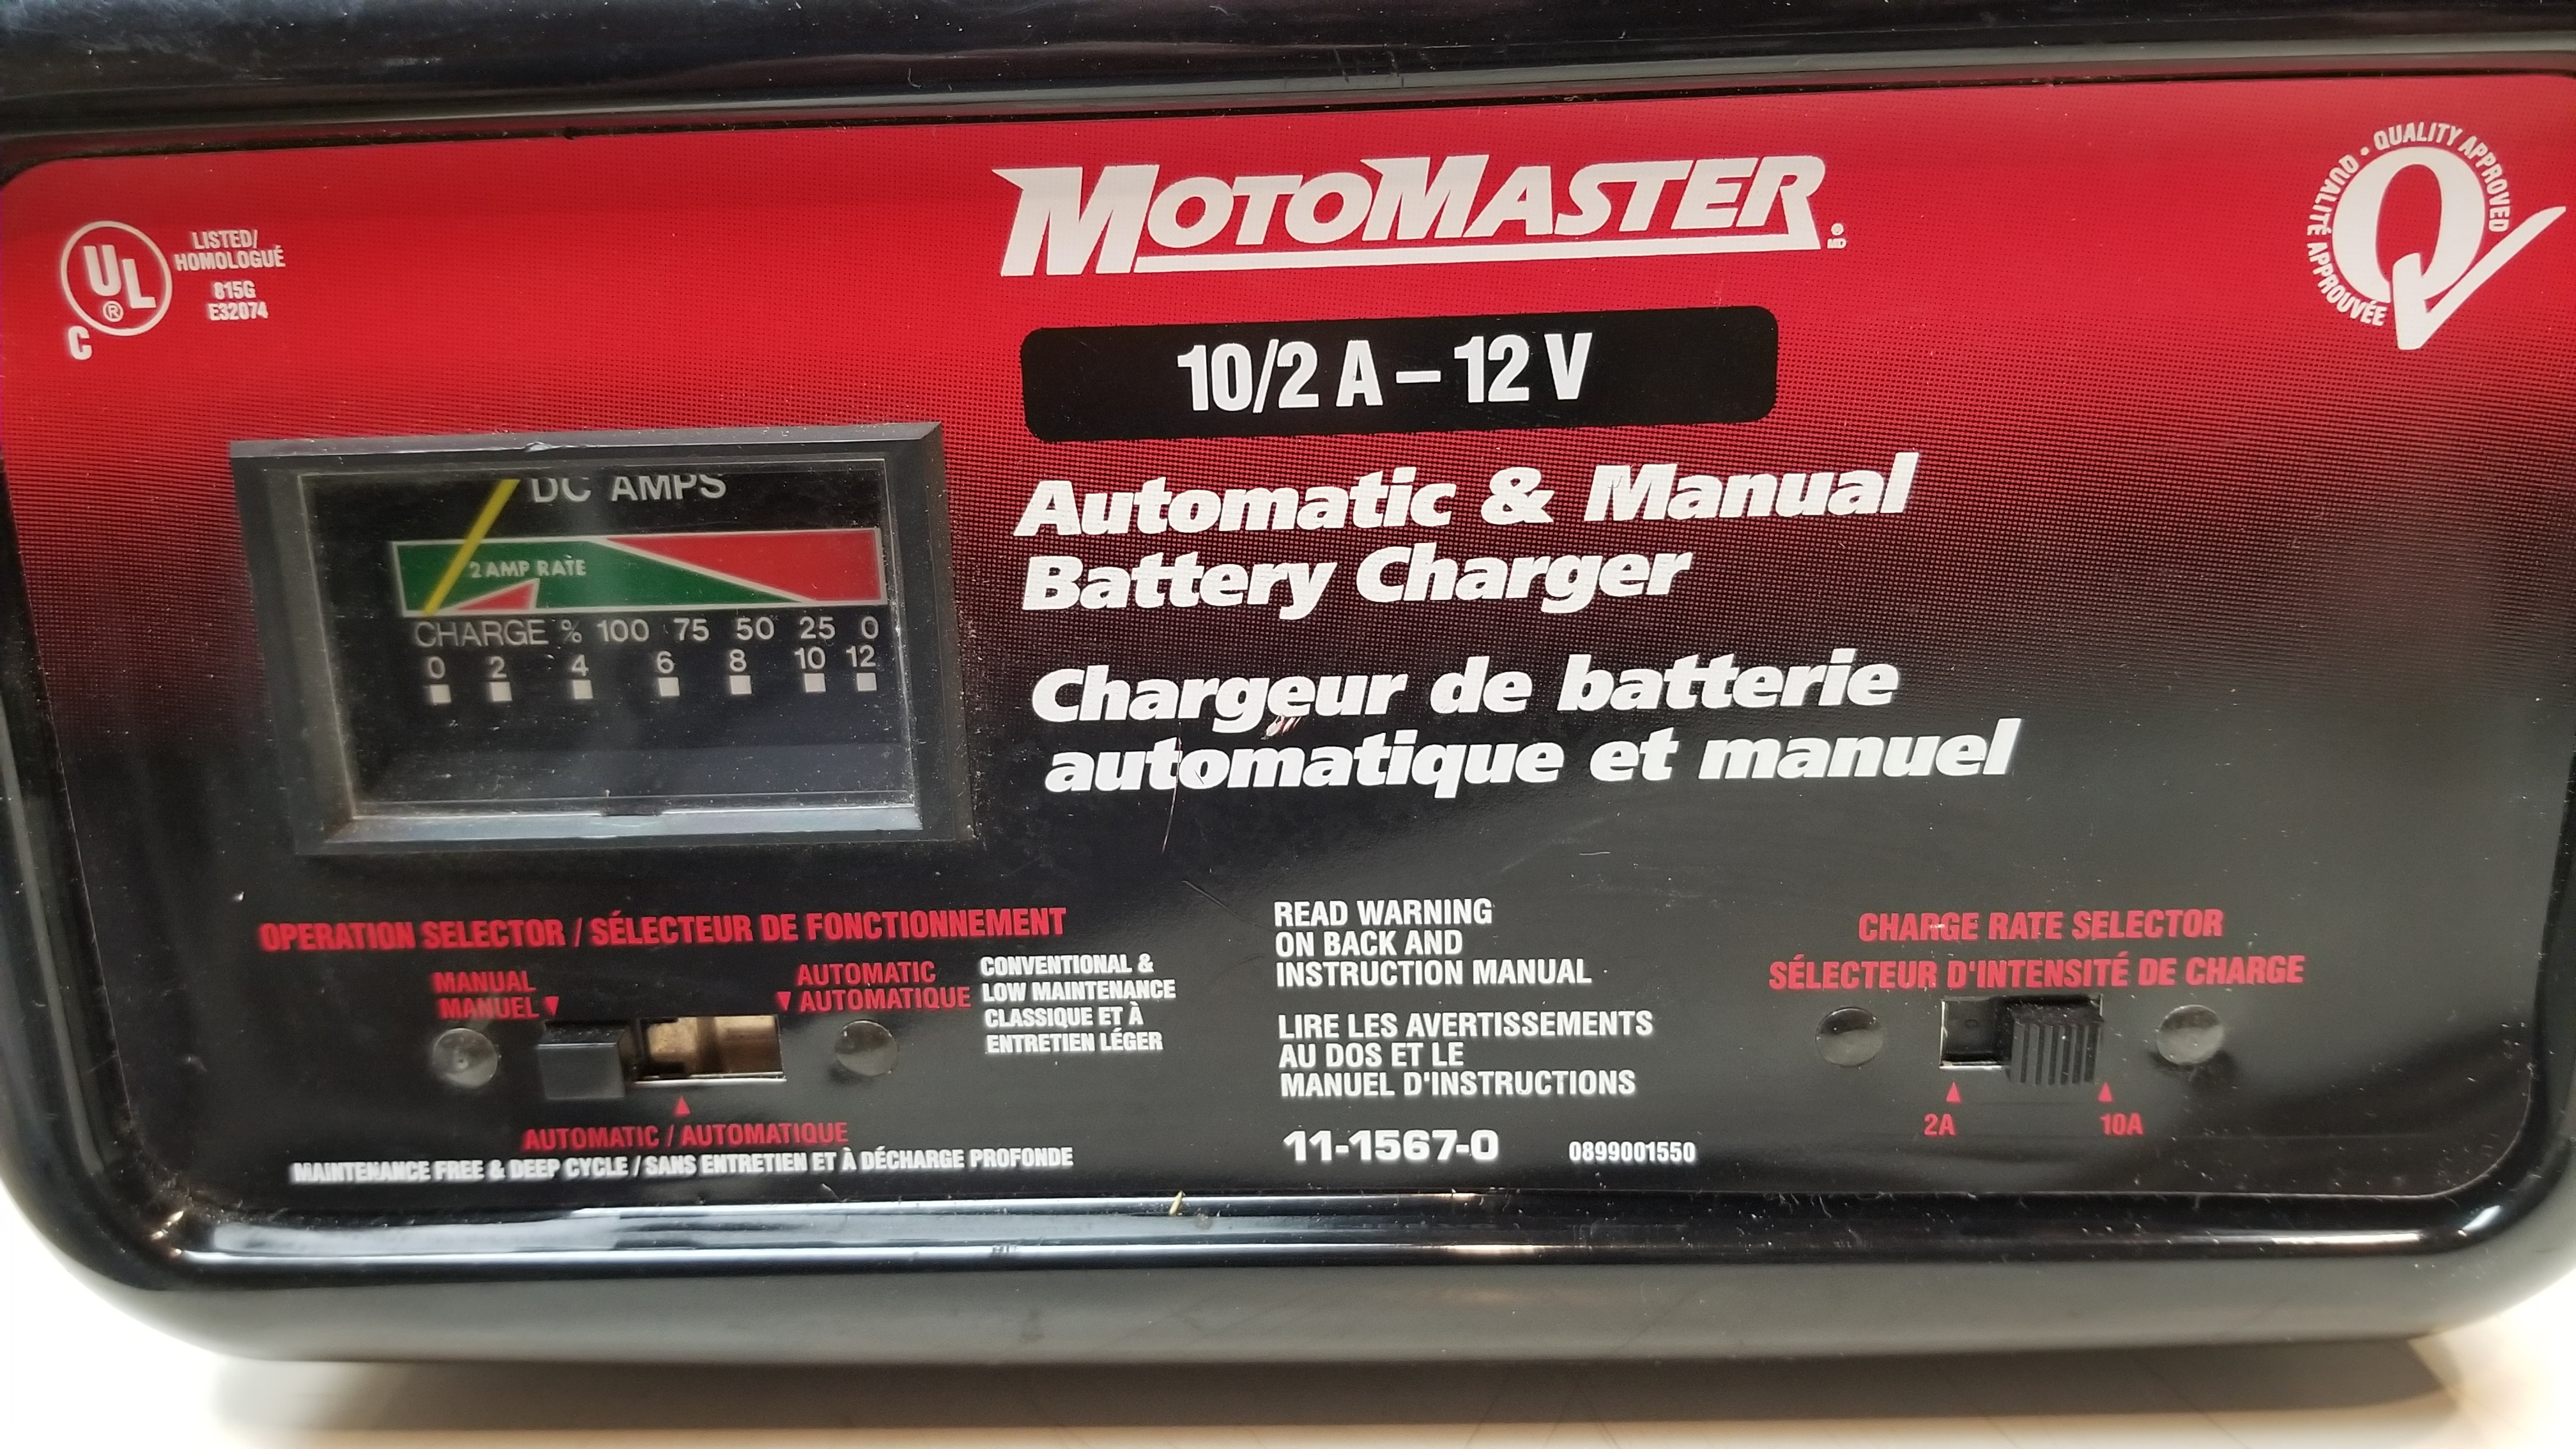 UL
®
C
LISTED/
HOMOLOGUÉ
815G
E32074
MOTOMASTER
®
MD
QUALITÉ APPROUVÉE • QUALITY APPROVED
10/2 A – 12 V
Automatic & Manual
Battery Charger
Chargeur de batterie
automatique et manuel
DC AMPS
2 AMP RATE
CHARGE % 100 75 50 25 0
0 2 4 6 8 10 12
OPERATION SELECTOR / SÉLECTEUR DE FONCTIONNEMENT
MANUAL
MANUEL
AUTOMATIC
AUTOMATIQUE
CONVENTIONAL &
LOW MAINTENANCE
CLASSIQUE ET À
ENTRETIEN LÉGER
AUTOMATIC / AUTOMATIQUE
MAINTENANCE FREE & DEEP CYCLE / SANS ENTRETIEN ET À DÉCHARGE PROFONDE
READ WARNING
ON BACK AND
INSTRUCTION MANUAL
LIRE LES AVERTISSEMENTS
AU DOS ET LE
MANUEL D'INSTRUCTIONS
11-1567-0
0899001550
CHARGE RATE SELECTOR
SÉLECTEUR D'INTENSITÉ DE CHARGE
2A
10A